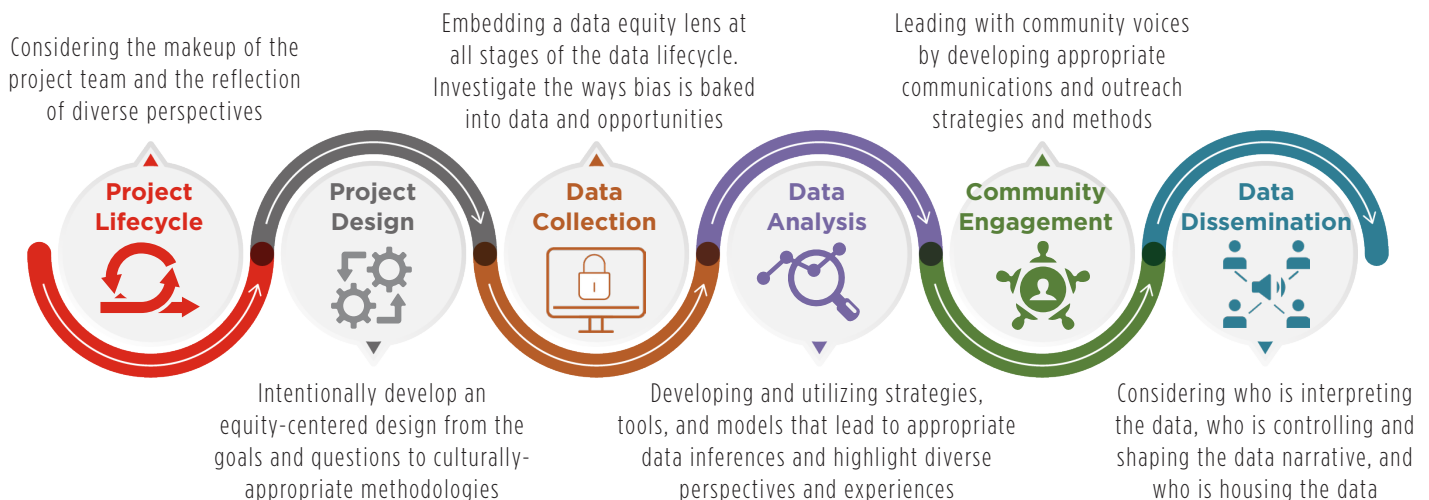 Considering the makeup of the
project team and the reflection
of diverse perspectives
Project
Lifecycle
Project
Design
Intentionally develop an
equity-centered design from the
goals and questions to culturally-
appropriate methodologies
Embedding a data equity lens at
all stages of the data lifecycle.
Investigate the ways bias is baked
into data and opportunities
Data
Collection
Data
Analysis
Developing and utilizing strategies,
tools, and models that lead to appropriate
data inferences and highlight diverse
perspectives and experiences
Leading with community voices
by developing appropriate
communications and outreach
strategies and methods
Community
Engagement
Data
Dissemination
Considering who is interpreting
the data, who is controlling and
shaping the data narrative, and
who is housing the data